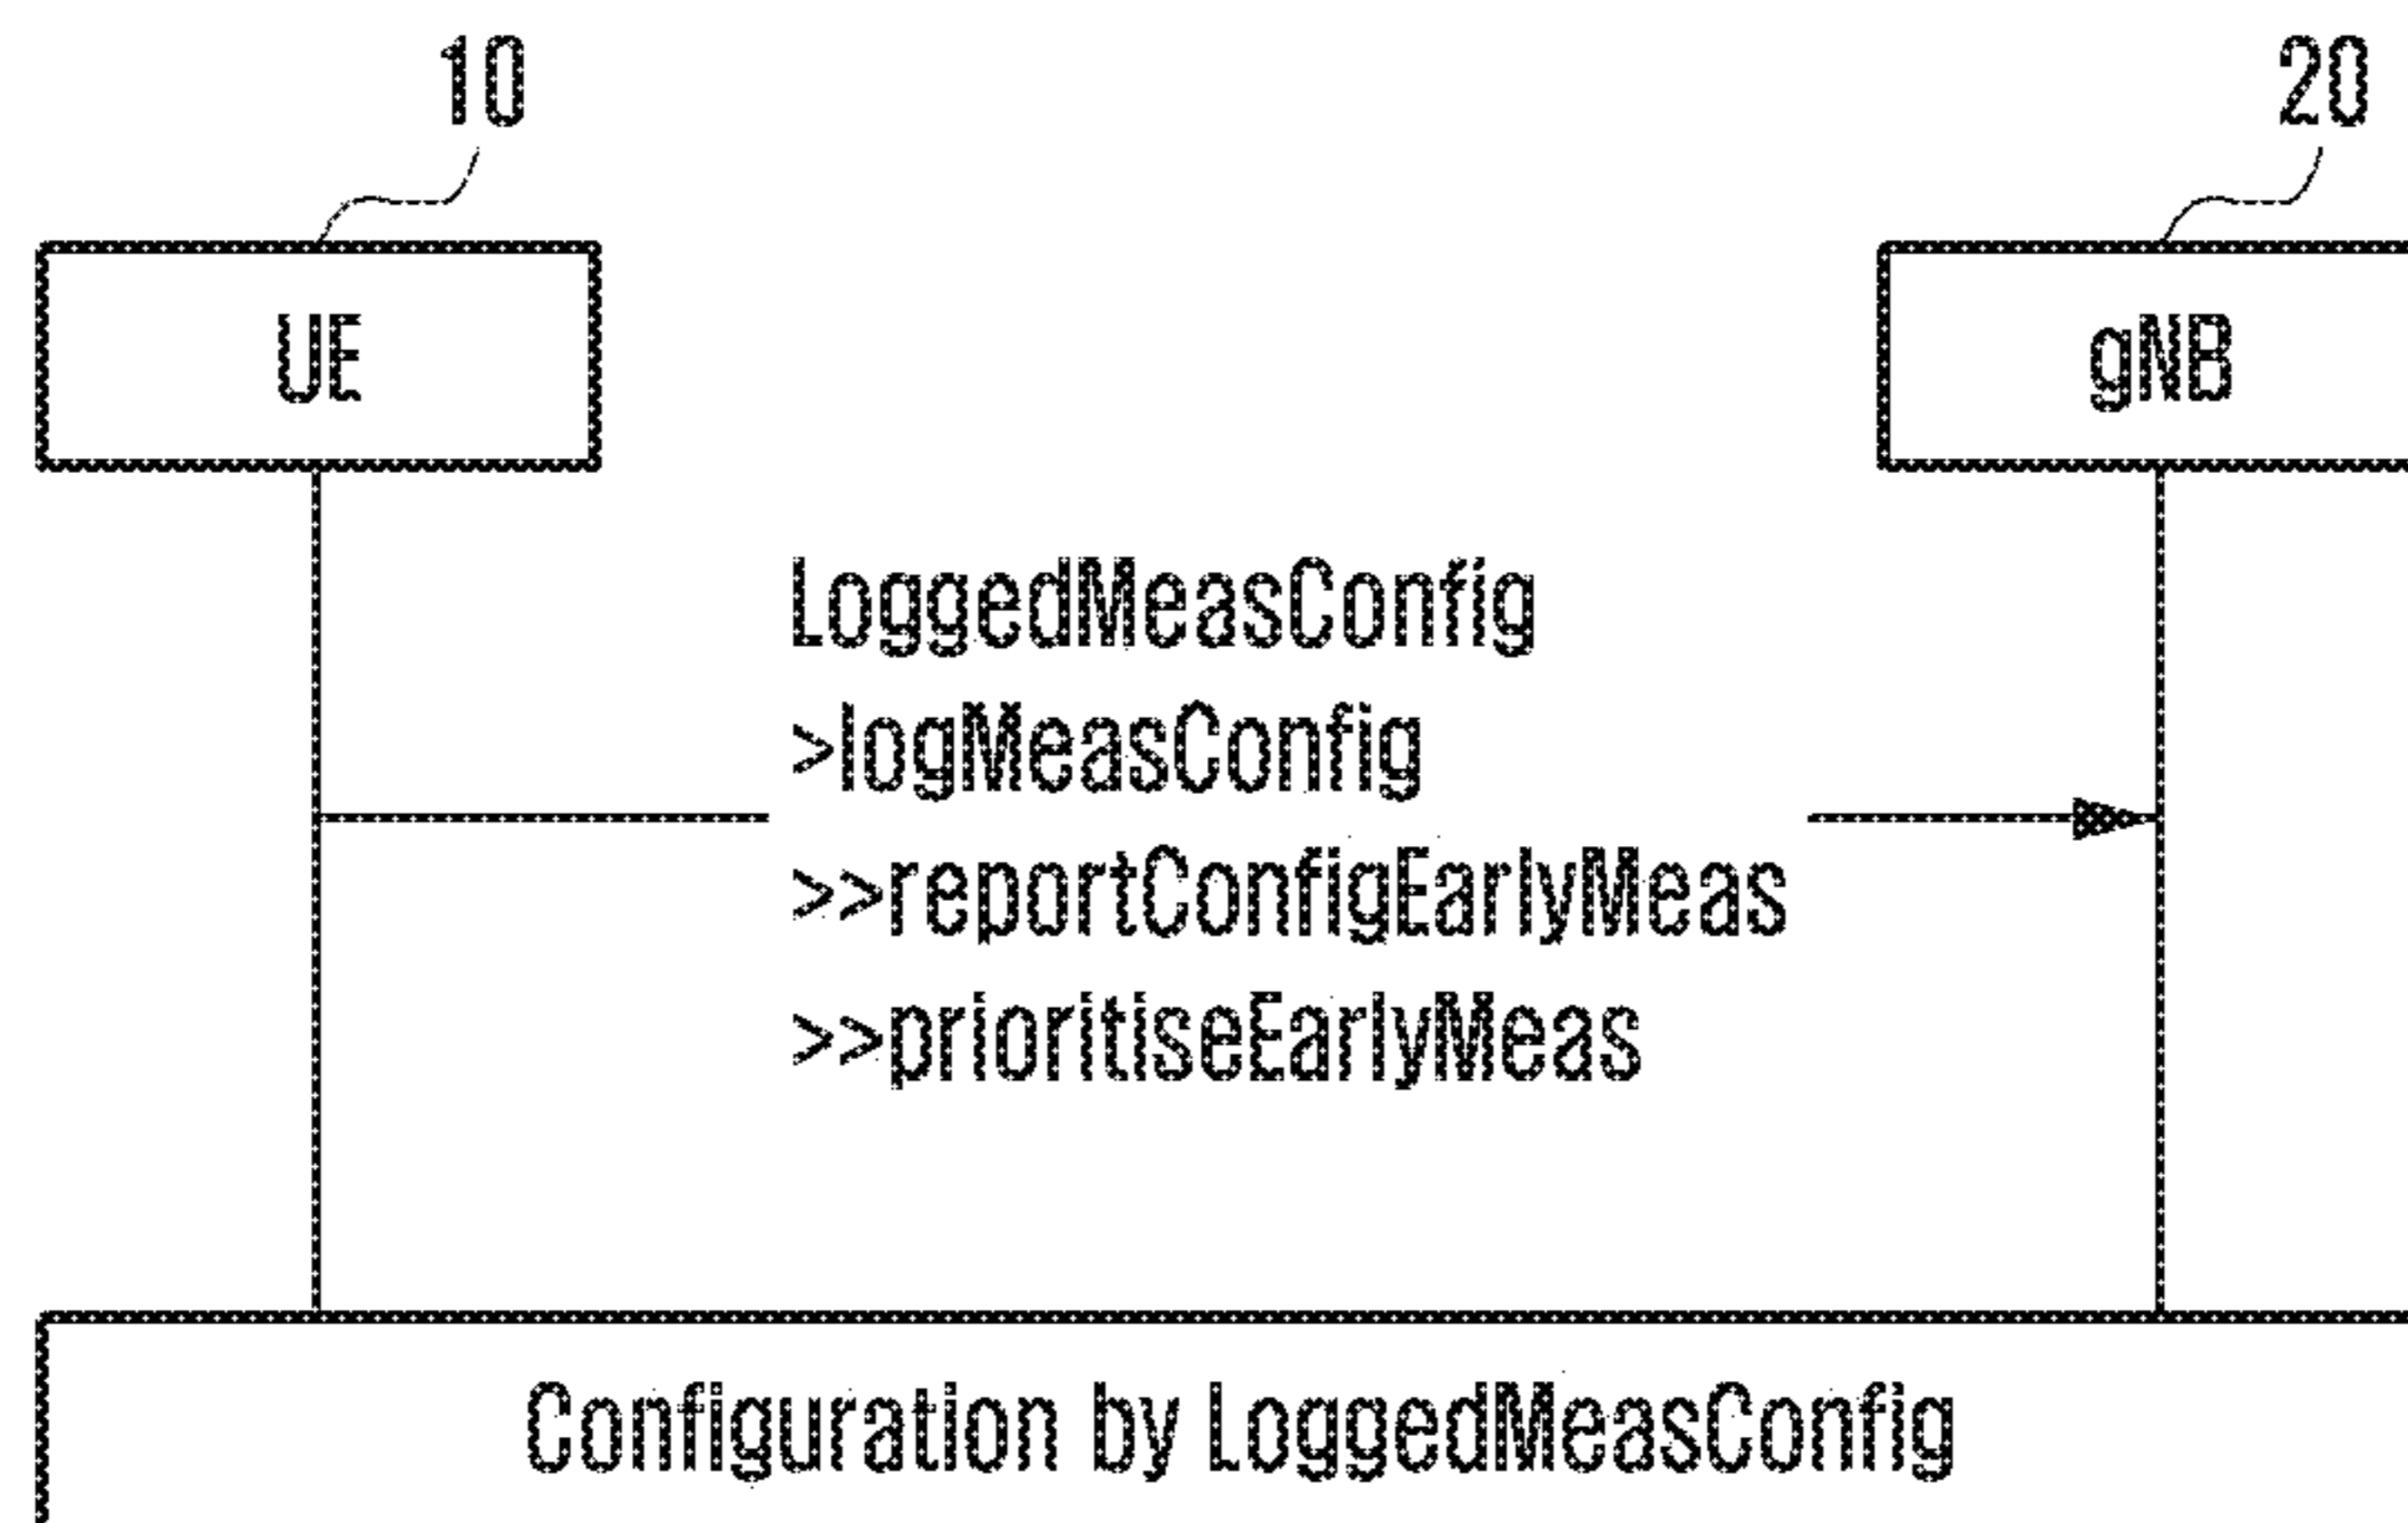 10
20
UE
gNB
LoggedMeasConfig
>logMeasConfig
>>reportConfigEarlyMeas
>>prioritiseEarlyMeas
Configuration by LoggedMeasConfig